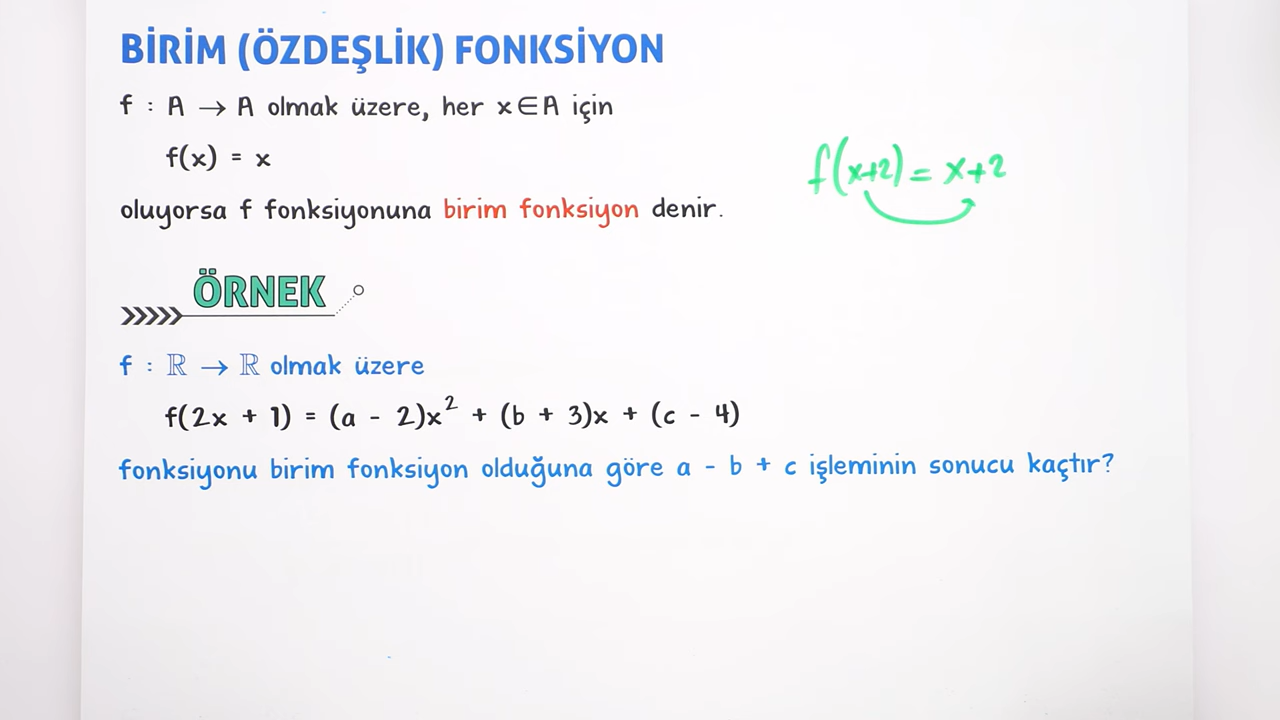 BİRİM (ÖZDEŞLİK) FONKSİYON
f : A → A olmak üzere, her x∈A için
f(x) = x
f(x+2) = x+2
oluyorsa f fonksiyonuna birim fonksiyon denir.
ÖRNEK
f : ℝ → ℝ olmak üzere
f(2x + 1) = (a - 2)x² + (b + 3)x + (c - 4)
fonksiyonu birim fonksiyon olduğuna göre a - b + c işleminin sonucu kaçtır?